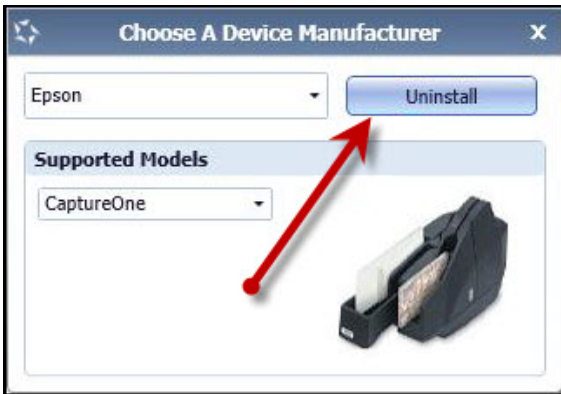 Choose A Device Manufacturer X
Epson Uninstall
Supported Models
CaptureOne